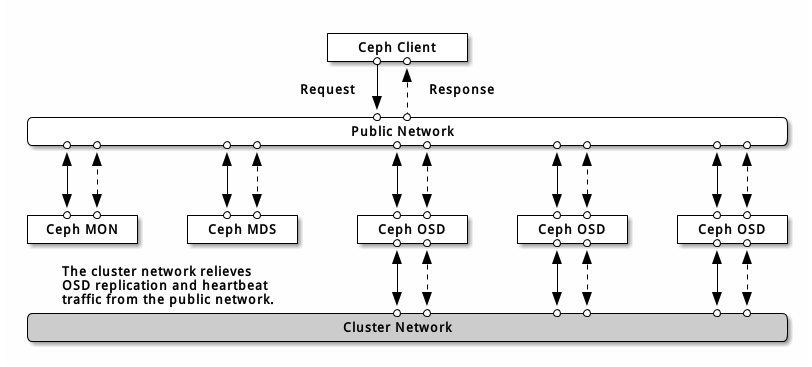 Ceph Client
Request
Response
Public Network
Ceph MON
Ceph MDS
Ceph OSD
Ceph OSD
Ceph OSD
The cluster network relieves
OSD replication and heartbeat
traffic from the public network.
Cluster Network